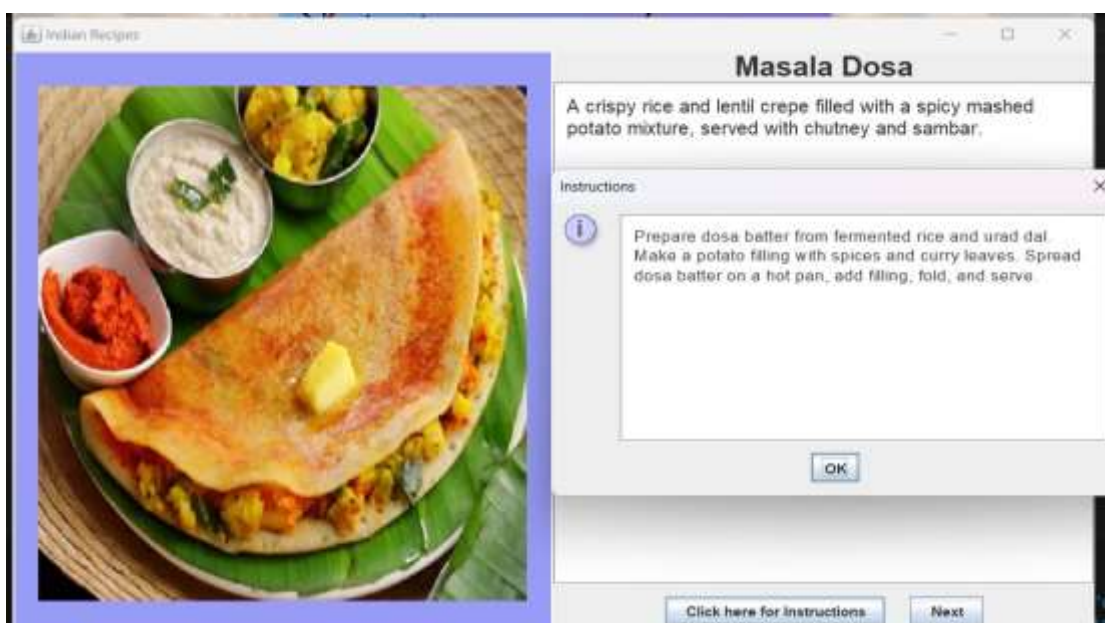 Indian Recipes
Masala Dosa
A crispy rice and lentil crepe filled with a spicy mashed
potato mixture, served with chutney and sambar.
Instructions
Prepare dosa batter from fermented rice and urad dal.
Make a potato filling with spices and curry leaves. Spread
dosa batter on a hot pan, add filling, fold, and serve.
OK
Click here for Instructions
Next